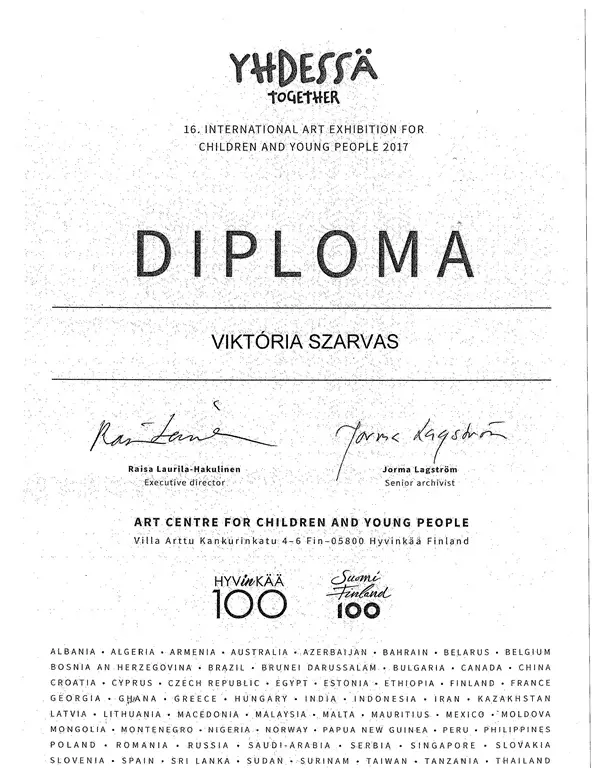 YHDESSÄ
TOGETHER
16. INTERNATIONAL ART EXHIBITION FOR
CHILDREN AND YOUNG PEOPLE 2017
DIPLOMA
VIKTÓRIA SZARVAS
Jorma Lagström
Raisa Laurila-Hakulinen
Executive director
Jorma Lagström
Senior archivist
ART CENTRE FOR CHILDREN AND YOUNG PEOPLE
Villa Arttu Kankurinkatu 4–6 Fin–05800 Hyvinkää Finland
HYVinKÄÄ
100
Suomi
Finland
100
ALBANIA • ALGERIA • ARMENIA • AUSTRALIA • AZERBAIJAN • BAHRAIN • BELARUS • BELGIUM
BOSNIA AN HERZEGOVINA • BRAZIL • BRUNEI DARUSSALAM • BULGARIA • CANADA • CHINA
CROATIA • CYPRUS • CZECH REPUBLIC • EGYPT • ESTONIA • ETHIOPIA • FINLAND • FRANCE
GEORGIA • GHANA • GREECE • HUNGARY • INDIA • INDONESIA • IRAN • KAZAKHSTAN
LATVIA • LITHUANIA • MACEDONIA • MALAYSIA • MALTA • MAURITIUS • MEXICO • MOLDOVA
MONGOLIA • MONTENEGRO • NIGERIA • NORWAY • PAPUA NEW GUINEA • PERU • PHILIPPINES
POLAND • ROMANIA • RUSSIA • SAUDI-ARABIA • SERBIA • SINGAPORE • SLOVAKIA
SLOVENIA • SPAIN • SRI LANKA • SUDAN • SURINAM • TAIWAN • TANZANIA • THAILAND